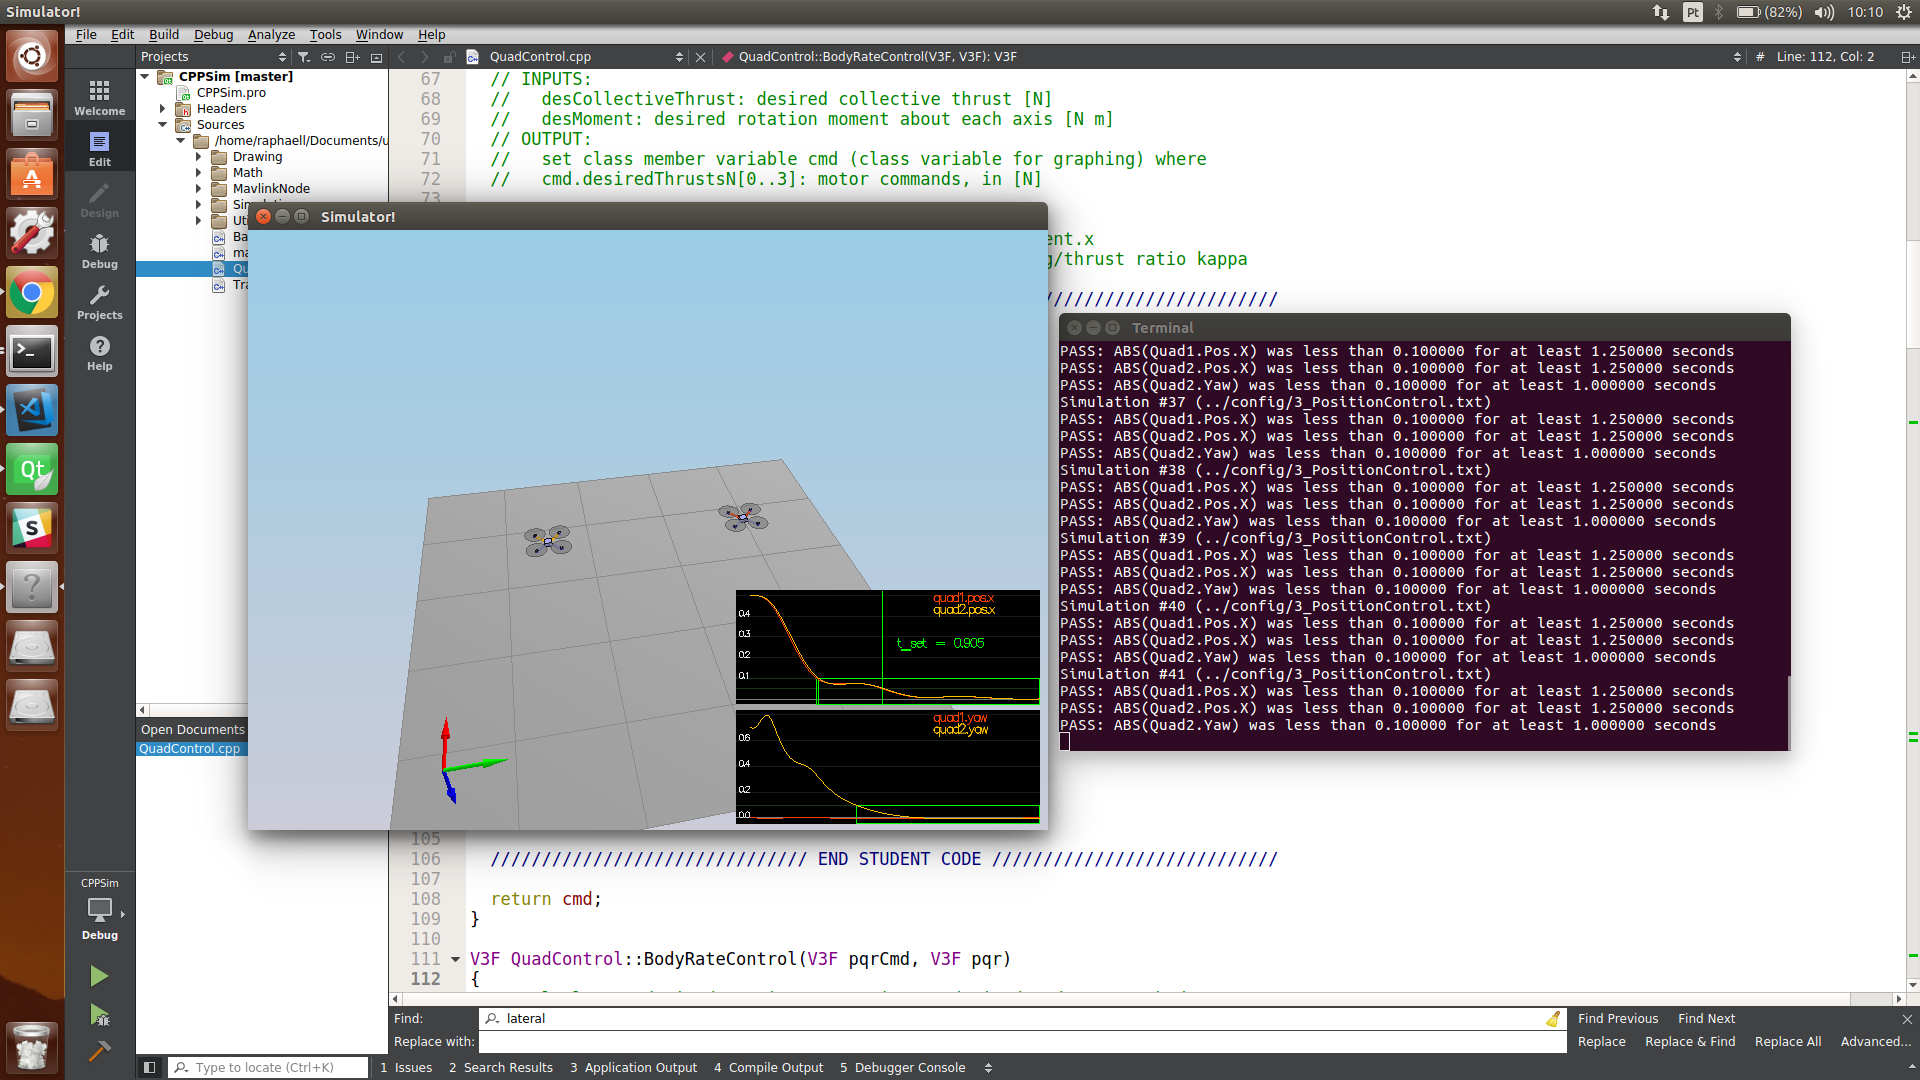 Simulator!
Pt
(82%)
10:10
File Edit Build Debug Analyze Tools Window Help
Projects
QuadControl.cpp
QuadControl::BodyRateControl(V3F, V3F): V3F
# Line: 112, Col: 2
Welcome
Edit
Design
Debug
Projects
Help
CPPSim [master]
CPPSim.pro
Headers
Sources
/home/raphaell/Documents/u
Drawing
Math
MavlinkNode
Ba
ma
Qu
Tra
67 // INPUTS:
68 // desCollectiveThrust: desired collective thrust [N]
69 // desMoment: desired rotation moment about each axis [N m]
70 // OUTPUT:
71 // set class member variable cmd (class variable for graphing) where
72 // cmd.desiredThrustsN[0..3]: motor commands, in [N]
73
ent.x
g/thrust ratio kappa
///////////////////////
Simulator!
quad1.pos.x
quad2.pos.x
t_set = 0.905
0.4
0.3
0.2
0.1
quad1.yaw
quad2.yaw
0.6
0.4
0.2
0.0
Terminal
PASS: ABS(Quad1.Pos.X) was less than 0.100000 for at least 1.250000 seconds
PASS: ABS(Quad2.Pos.X) was less than 0.100000 for at least 1.250000 seconds
PASS: ABS(Quad2.Yaw) was less than 0.100000 for at least 1.000000 seconds
Simulation #37 (../config/3_PositionControl.txt)
PASS: ABS(Quad1.Pos.X) was less than 0.100000 for at least 1.250000 seconds
PASS: ABS(Quad2.Pos.X) was less than 0.100000 for at least 1.250000 seconds
PASS: ABS(Quad2.Yaw) was less than 0.100000 for at least 1.000000 seconds
Simulation #38 (../config/3_PositionControl.txt)
PASS: ABS(Quad1.Pos.X) was less than 0.100000 for at least 1.250000 seconds
PASS: ABS(Quad2.Pos.X) was less than 0.100000 for at least 1.250000 seconds
PASS: ABS(Quad2.Yaw) was less than 0.100000 for at least 1.000000 seconds
Simulation #39 (../config/3_PositionControl.txt)
PASS: ABS(Quad1.Pos.X) was less than 0.100000 for at least 1.250000 seconds
PASS: ABS(Quad2.Pos.X) was less than 0.100000 for at least 1.250000 seconds
PASS: ABS(Quad2.Yaw) was less than 0.100000 for at least 1.000000 seconds
Simulation #40 (../config/3_PositionControl.txt)
PASS: ABS(Quad1.Pos.X) was less than 0.100000 for at least 1.250000 seconds
PASS: ABS(Quad2.Pos.X) was less than 0.100000 for at least 1.250000 seconds
PASS: ABS(Quad2.Yaw) was less than 0.100000 for at least 1.000000 seconds
Simulation #41 (../config/3_PositionControl.txt)
PASS: ABS(Quad1.Pos.X) was less than 0.100000 for at least 1.250000 seconds
PASS: ABS(Quad2.Pos.X) was less than 0.100000 for at least 1.250000 seconds
PASS: ABS(Quad2.Yaw) was less than 0.100000 for at least 1.000000 seconds
Open Documents
QuadControl.cpp
105
106 /////////////////////////////// END STUDENT CODE ////////////////////////////
107
108 return cmd;
109 }
110
111 V3F QuadControl::BodyRateControl(V3F pqrCmd, V3F pqr)
112 {
CPPSim
Debug
Find: lateral
Find Previous Find Next
Replace with:
Replace Replace & Find Replace All Advanced...
Type to locate (Ctrl+K)
1 Issues 2 Search Results 3 Application Output 4 Compile Output 5 Debugger Console